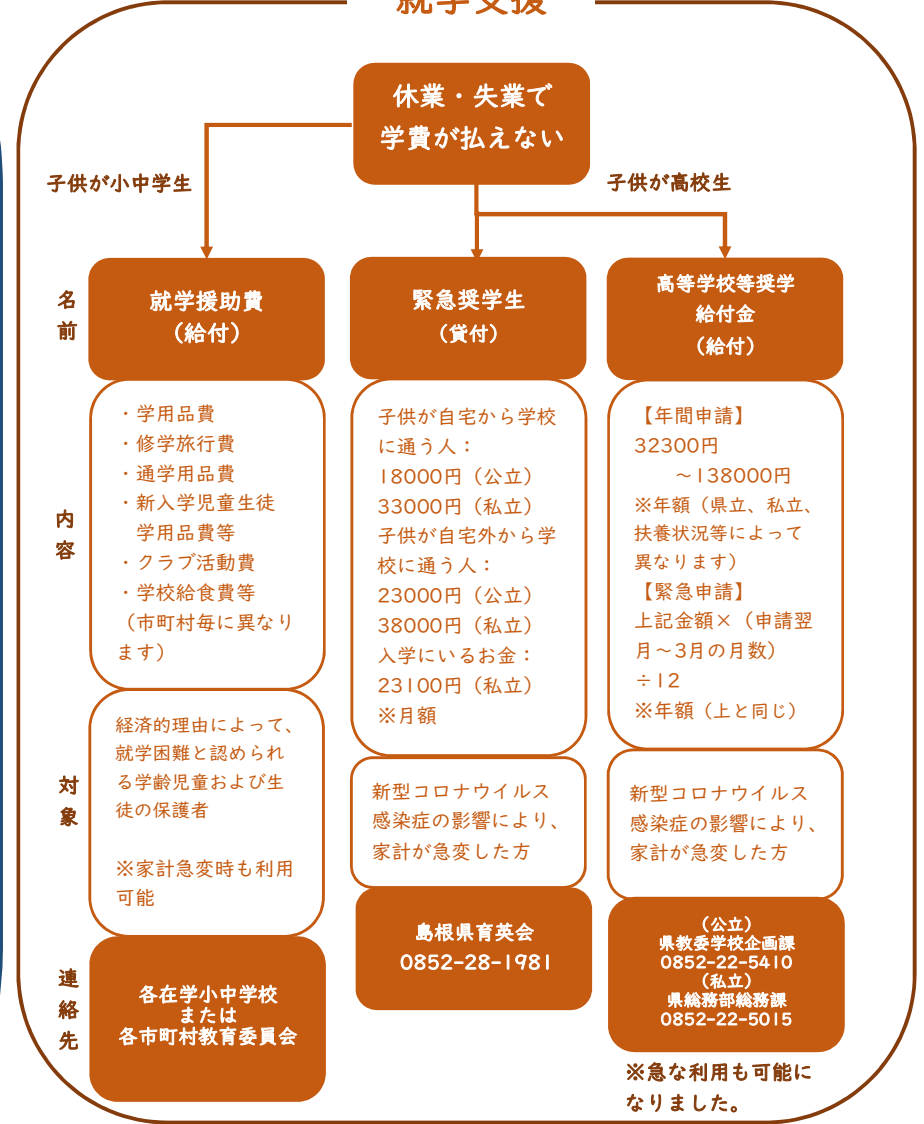 就学支援
休業・失業で
学費が払えない
子供が小中学生
子供が高校生
名前
就学援助費
（給付）
緊急奨学生
（貸付）
高等学校等奨学
給付金
（給付）
内容
・学用品費
・修学旅行費
・通学用品費
・新入学児童生徒
学用品費等
・クラブ活動費
・学校給食費等
（市町村毎に異なり
ます）
子供が自宅から学校
に通う人：
18000円（公立）
33000円（私立）
子供が自宅外から学
校に通う人：
23000円（公立）
38000円（私立）
入学にいるお金：
23100円（私立）
※月額
【年間申請】
32300円
～138000円
※年額（県立、私立、
扶養状況等によって
異なります）
【緊急申請】
上記金額×（申請翌
月～3月の月数）
÷12
※年額（上と同じ）
対象
経済的理由によって、
就学困難と認められ
る学齢児童および生
徒の保護者
※家計急変時も利用
可能
新型コロナウイルス
感染症の影響により、
家計が急変した方
新型コロナウイルス
感染症の影響により、
家計が急変した方
連絡先
各在学小中学校
または
各市町村教育委員会
島根県育英会
0852-28-1981
（公立）
県教委学校企画課
0852-22-5410
（私立）
県総務部総務課
0852-22-5015
※急な利用も可能に
なりました。